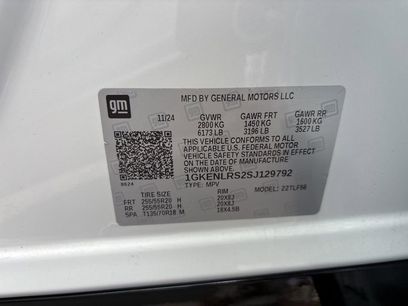 gm
MFD BY GENERAL MOTORS LLC
11/24 GVWR GAWR FRT GAWR RR
2800 KG 1450 KG 1600 KG
6173 LB 3196 LB 3527 LB
THIS VEHICLE CONFORMS TO ALL
APPLICABLE U.S. FEDERAL MOTOR
VEHICLE SAFETY STANDARDS IN EFFECT ON
THE DATE OF MANUFACTURE SHOWN ABOVE.
1GKENLRS2SJ129792
TYPE: MPV MODEL: 22TLF56
TIRE SIZE RIM
FRT 255/55R20 H 20X8J
RR 255/55R20 H 20X8J
SPA T135/70R18 M 18X4.5B